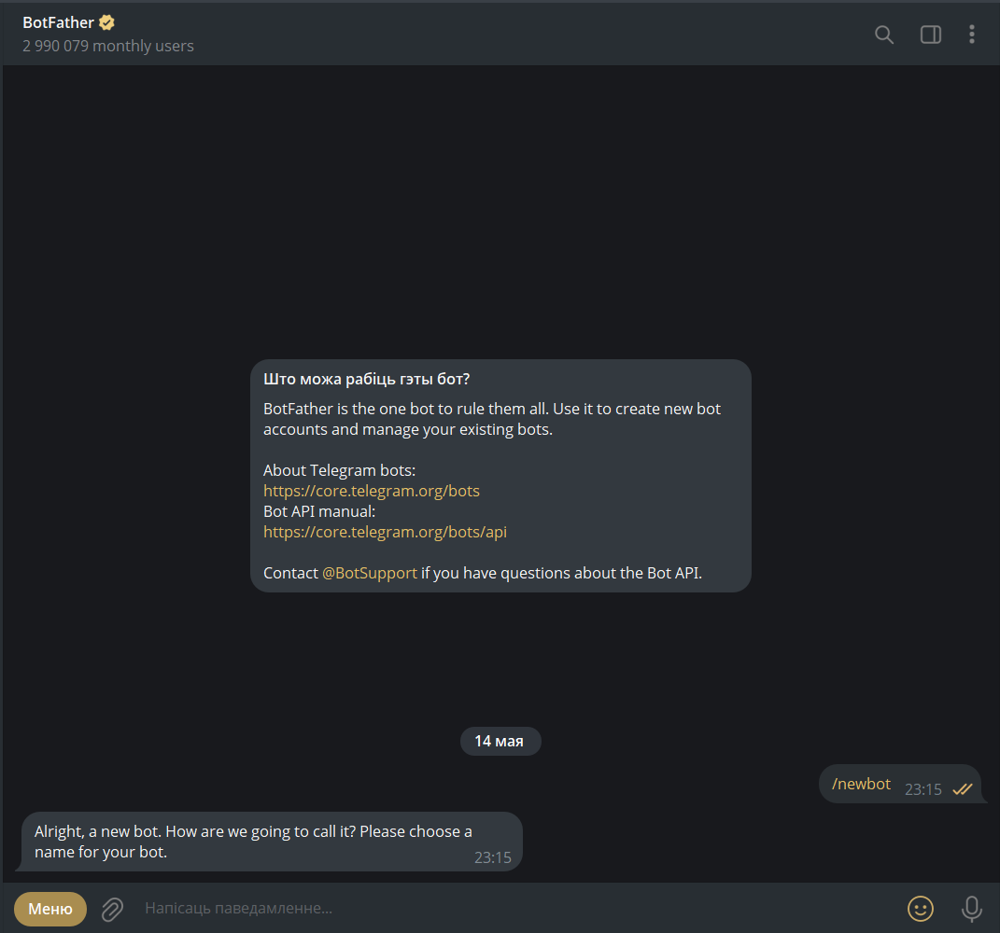 BotFather
2 990 079 monthly users
Што можа рабіць гэты бот?
BotFather is the one bot to rule them all. Use it to create new bot
accounts and manage your existing bots.
About Telegram bots:
https://core.telegram.org/bots
Bot API manual:
https://core.telegram.org/bots/api
Contact @BotSupport if you have questions about the Bot API.
14 мая
/newbot 23:15
Alright, a new bot. How are we going to call it? Please choose a
name for your bot. 23:15
Меню Напісаць паведамленне...